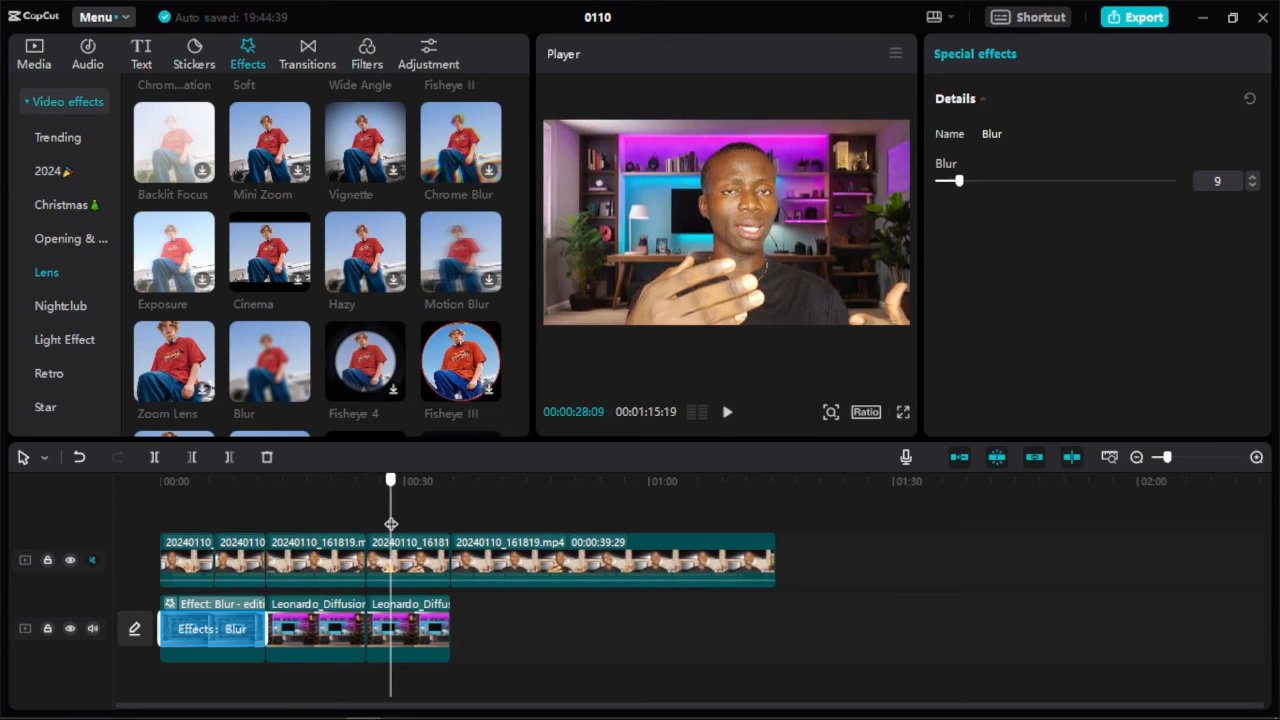 CapCut
Menu
Auto saved: 19:44:39
0110
Shortcut
Export
Media
Audio
Text
Stickers
Effects
Transitions
Filters
Adjustment
Video effects
Trending
2024
Christmas
Opening & ...
Lens
Nightclub
Light Effect
Retro
Star
Chrom...ation
Soft
Wide Angle
Fisheye II
Backlit Focus
Mini Zoom
Vignette
Chrome Blur
Exposure
Cinema
Hazy
Motion Blur
Zoom Lens
Blur
Fisheye 4
Fisheye III
Player
00:00:28:09
00:01:15:19
Ratio
Special effects
Details
Name Blur
Blur
9
00:00
00:30
01:00
01:30
02:00
20240110_
20240110
20240110_161819.m
20240110_16181
20240110_161819.mp4 00:00:39:29
Effect: Blur - editi
Leonardo_Diffusion
Leonardo_Diffus
Effects: Blur